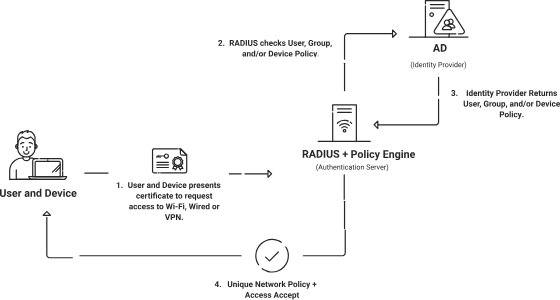 2. RADIUS checks User, Group,
and/or Device Policy.
AD
(Identity Provider)
3. Identity Provider Returns
User, Group, and/or Device
Policy.
RADIUS + Policy Engine
(Authentication Server)
User and Device
1. User and Device presents
certificate to request
access to Wi-Fi, Wired or
VPN.
4. Unique Network Policy +
Access Accept